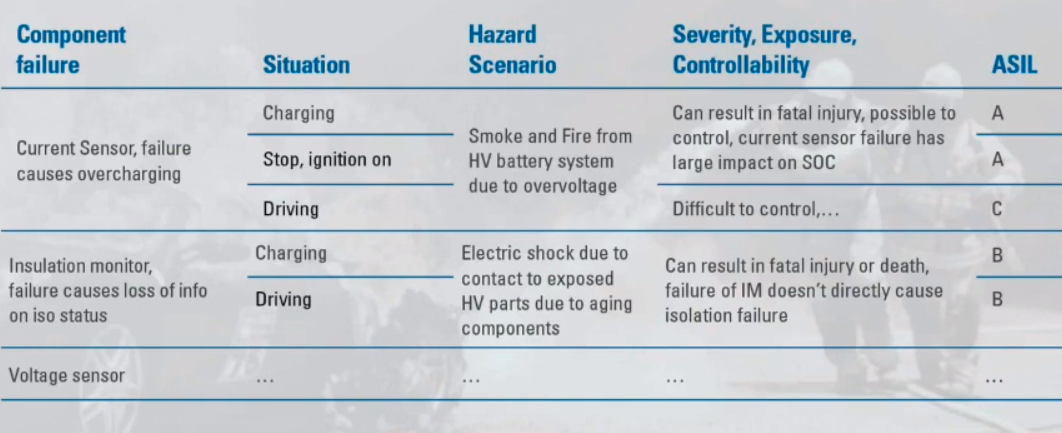 Component failure
Situation
Hazard Scenario
Severity, Exposure, Controllability
ASIL
Current Sensor, failure
causes overcharging
Charging
Stop, ignition on
Driving
Smoke and Fire from
HV battery system
due to overvoltage
Can result in fatal injury, possible to
control, current sensor failure has
large impact on SOC
Difficult to control,...
A
A
C
Insulation monitor,
failure causes loss of info
on iso status
Charging
Driving
Electric shock due to
contact to exposed
HV parts due to aging
components
Can result in fatal injury or death,
failure of IM doesn't directly cause
isolation failure
B
B
Voltage sensor
...
...
...
...